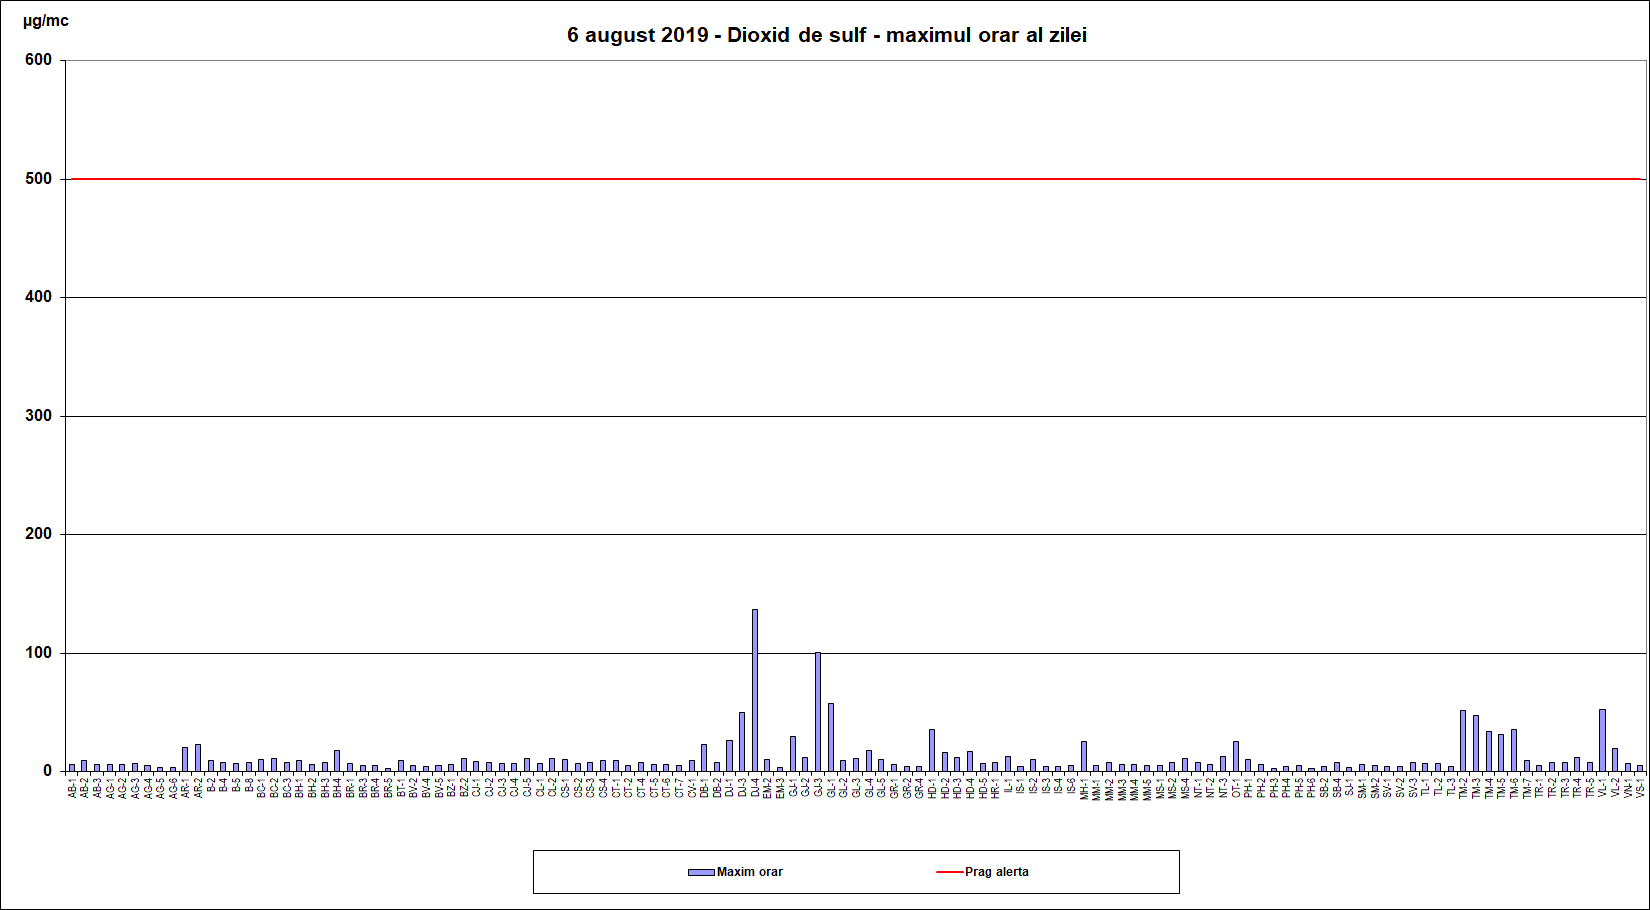 µg/mc
6 august 2019 - Dioxid de sulf - maximul orar al zilei
600
500
400
300
200
100
0
AB-1 AB-2 AB-3 AG-1 AG-2 AG-3 AG-4 AG-5 AG-6 AR-1 AR-2 B-2 B-4 B-5 B-8 BC-1 BC-2 BC-3 BH-1 BH-2 BH-3 BH-4 BR-1 BR-3 BR-4 BR-5 BT-1 BV-2 BV-4 BV-5 BZ-1 BZ-2 CJ-1 CJ-2 CJ-3 CJ-4 CJ-5 CL-1 CL-2 CS-1 CS-2 CS-3 CS-4 CT-1 CT-2 CT-4 CT-5 CT-6 CT-7 CV-1 DB-1 DB-2 DJ-1 DJ-3 DJ-4 EM-2 EM-3 GJ-1 GJ-2 GJ-3 GL-1 GL-2 GL-3 GL-4 GL-5 GR-1 GR-2 GR-4 HD-1 HD-2 HD-3 HD-4 HD-5 HR-1 IL-1 IS-1 IS-2 IS-3 IS-4 IS-6 MH-1 MM-1 MM-2 MM-3 MM-4 MM-5 MS-1 MS-2 MS-4 NT-1 NT-2 NT-3 OT-1 PH-1 PH-2 PH-3 PH-4 PH-5 PH-6 SB-2 SB-4 SJ-1 SM-1 SM-2 SV-1 SV-2 SV-3 TL-1 TL-2 TL-3 TM-2 TM-3 TM-4 TM-5 TM-6 TM-7 TR-1 TR-2 TR-3 TR-4 TR-5 VL-1 VL-2 VN-1 VS-1
Maxim orar Prag alerta